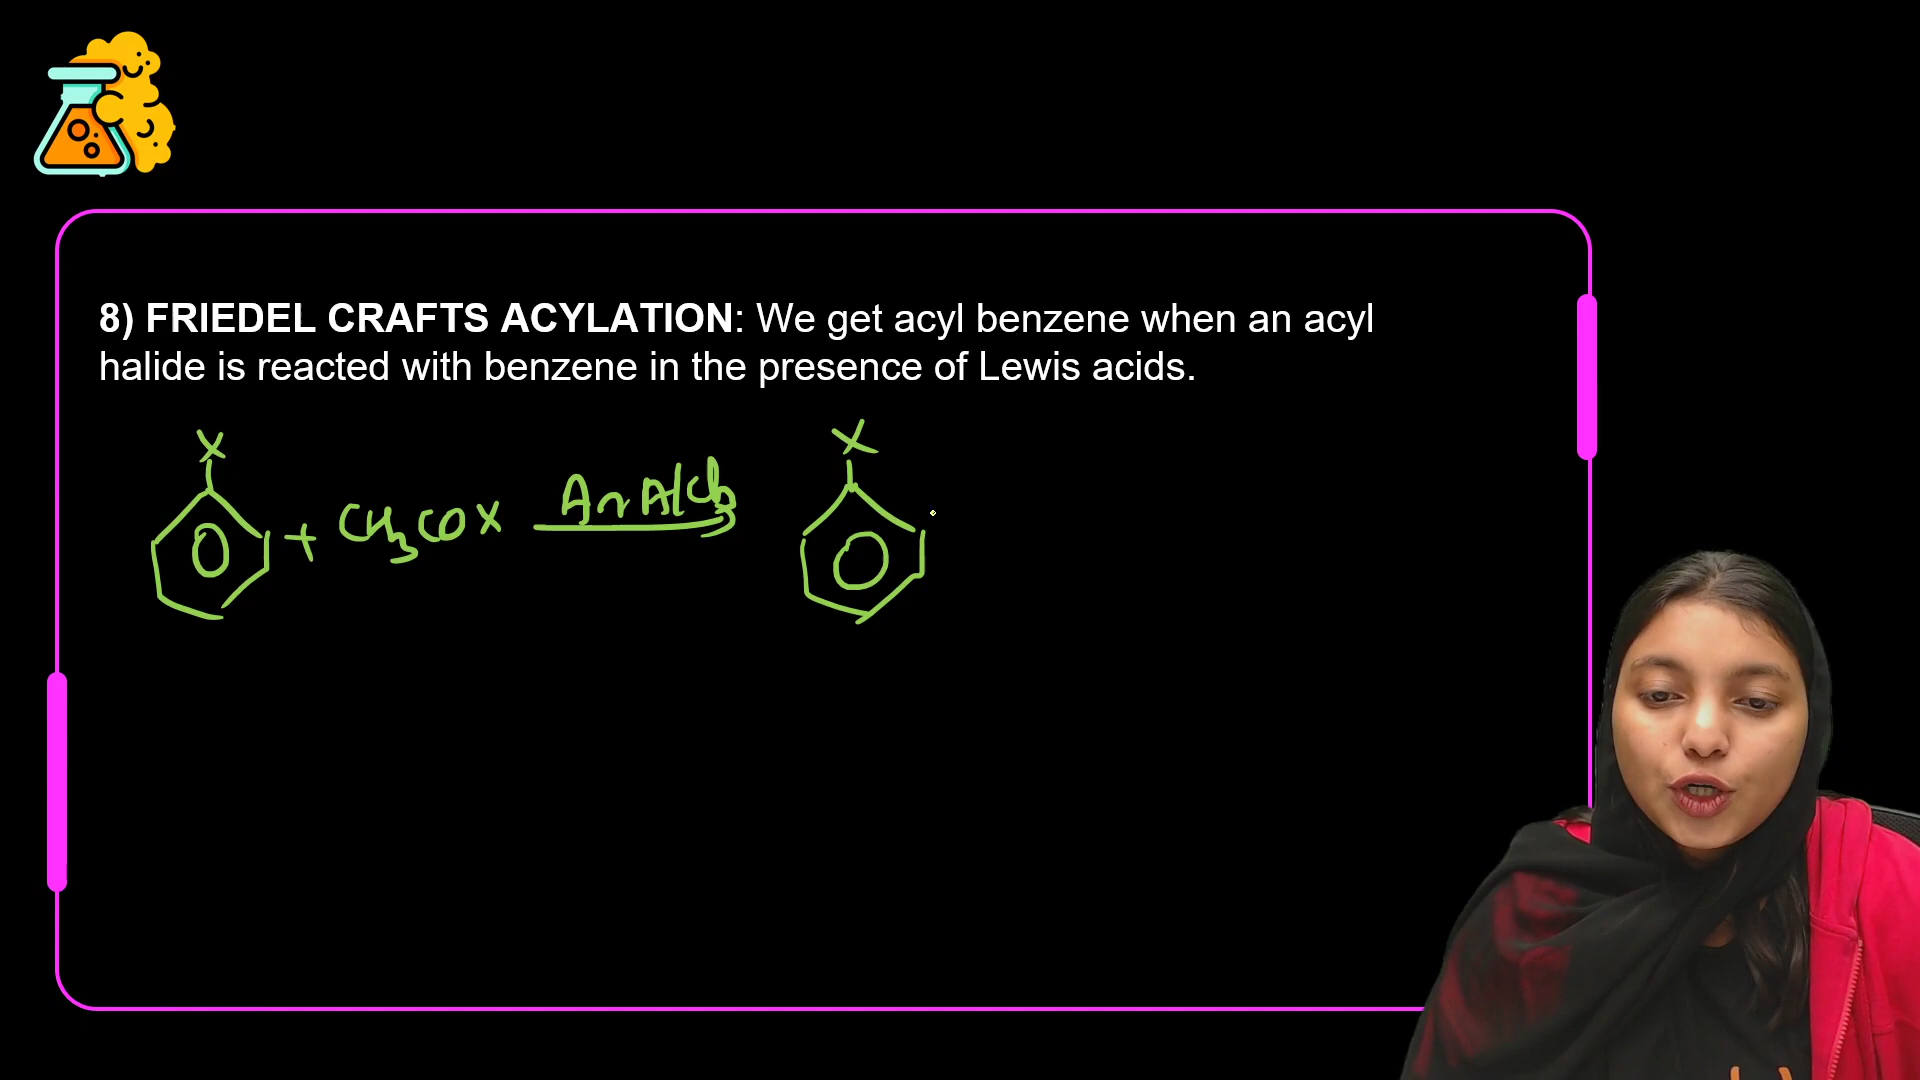 8) FRIEDEL CRAFTS ACYLATION: We get acyl benzene when an acyl
halide is reacted with benzene in the presence of Lewis acids.
X X
+ CH3COX An AlCl3